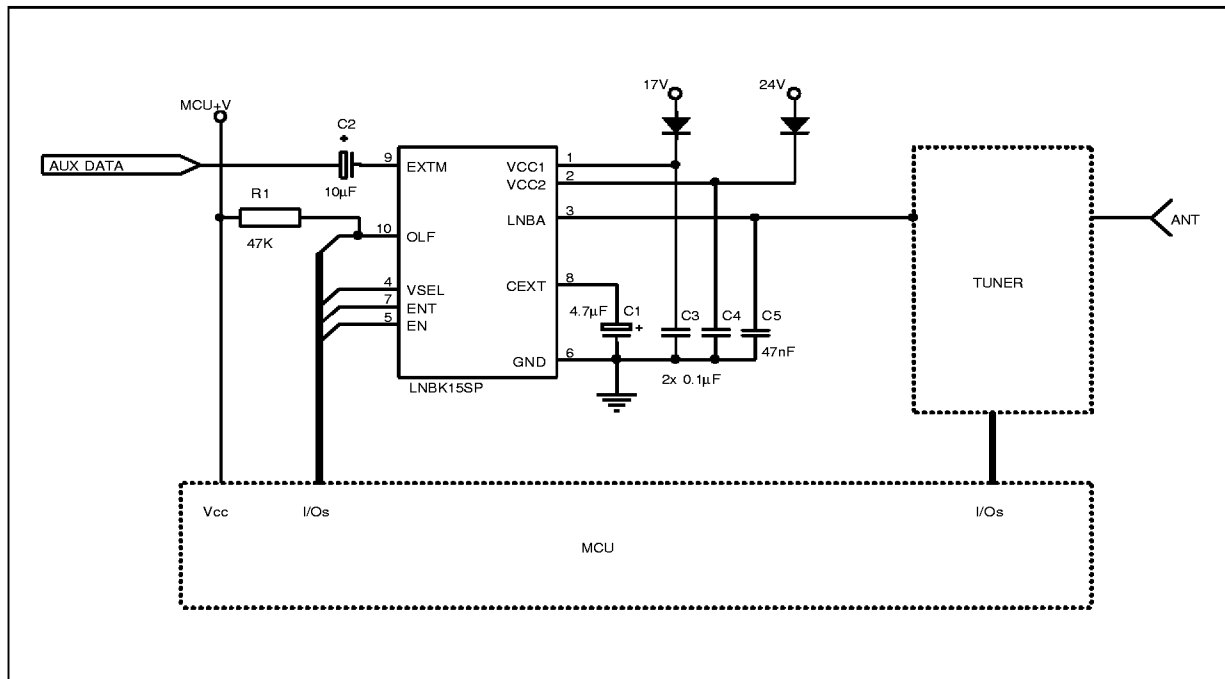 17V
24V
MCU+V
C2
+
AUX DATA
9
EXTM
VCC1
1
10µF
VCC2
2
R1
LNBA
3
ANT
47K
10
OLF
TUNER
4
VSEL
CEXT
8
7
ENT
4.7µF
C1
+
C3
C4
C5
5
EN
47nF
GND
6
2x 0.1µF
LNBK15SP
Vcc
I/Os
I/Os
MCU